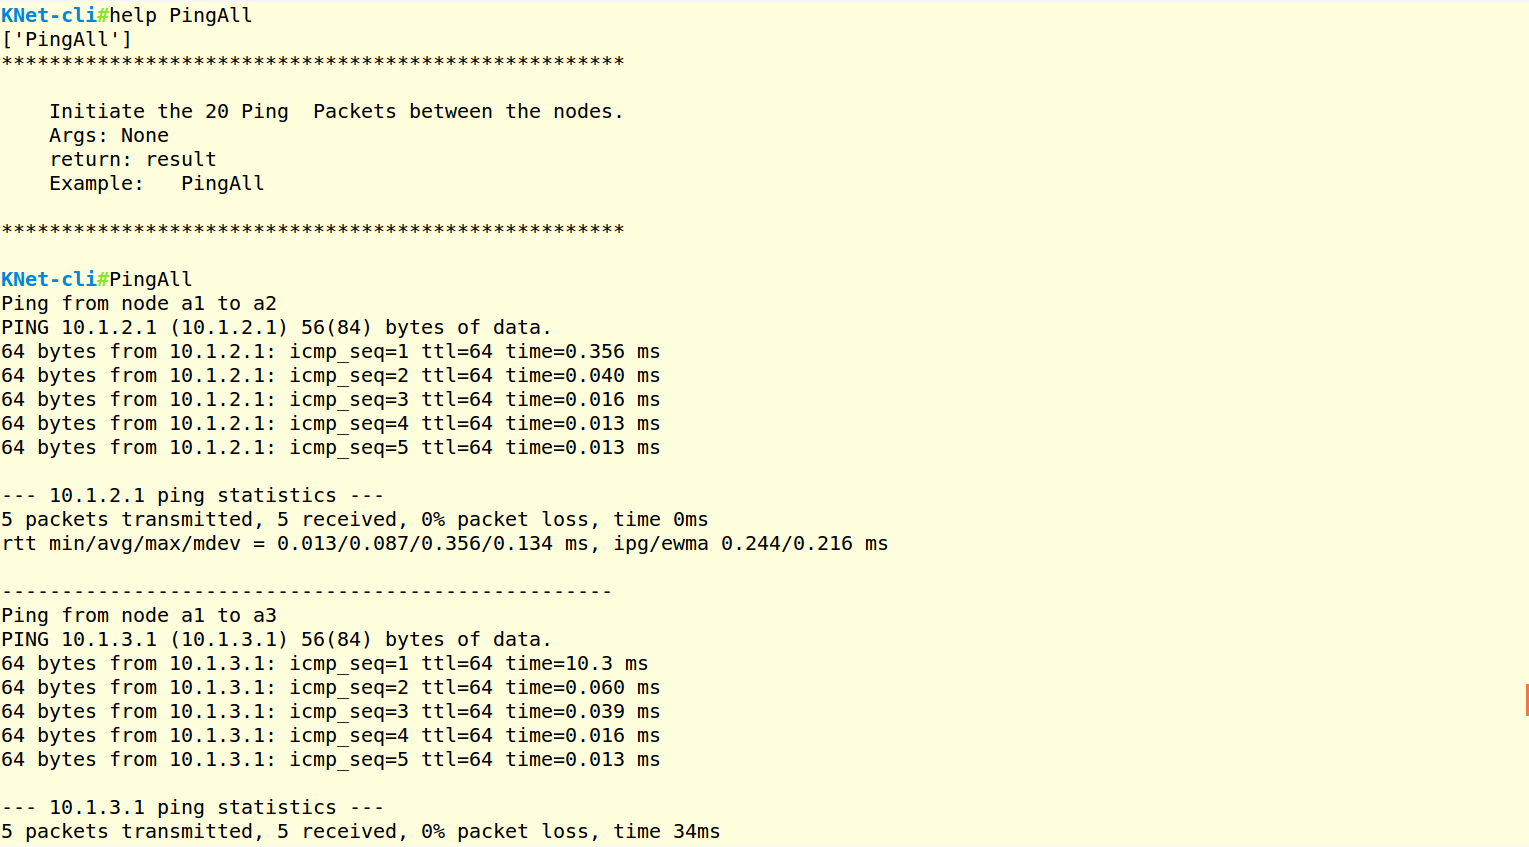 KNet-cli#help PingAll
['PingAll']
****************************************************
    Initiate the 20 Ping  Packets between the nodes.
    Args: None
    return: result
    Example:   PingAll
****************************************************
KNet-cli#PingAll
Ping from node a1 to a2
PING 10.1.2.1 (10.1.2.1) 56(84) bytes of data.
64 bytes from 10.1.2.1: icmp_seq=1 ttl=64 time=0.356 ms
64 bytes from 10.1.2.1: icmp_seq=2 ttl=64 time=0.040 ms
64 bytes from 10.1.2.1: icmp_seq=3 ttl=64 time=0.016 ms
64 bytes from 10.1.2.1: icmp_seq=4 ttl=64 time=0.013 ms
64 bytes from 10.1.2.1: icmp_seq=5 ttl=64 time=0.013 ms
--- 10.1.2.1 ping statistics ---
5 packets transmitted, 5 received, 0% packet loss, time 0ms
rtt min/avg/max/mdev = 0.013/0.087/0.356/0.134 ms, ipg/ewma 0.244/0.216 ms
---------------------------------------------------
Ping from node a1 to a3
PING 10.1.3.1 (10.1.3.1) 56(84) bytes of data.
64 bytes from 10.1.3.1: icmp_seq=1 ttl=64 time=10.3 ms
64 bytes from 10.1.3.1: icmp_seq=2 ttl=64 time=0.060 ms
64 bytes from 10.1.3.1: icmp_seq=3 ttl=64 time=0.039 ms
64 bytes from 10.1.3.1: icmp_seq=4 ttl=64 time=0.016 ms
64 bytes from 10.1.3.1: icmp_seq=5 ttl=64 time=0.013 ms
--- 10.1.3.1 ping statistics ---
5 packets transmitted, 5 received, 0% packet loss, time 34ms